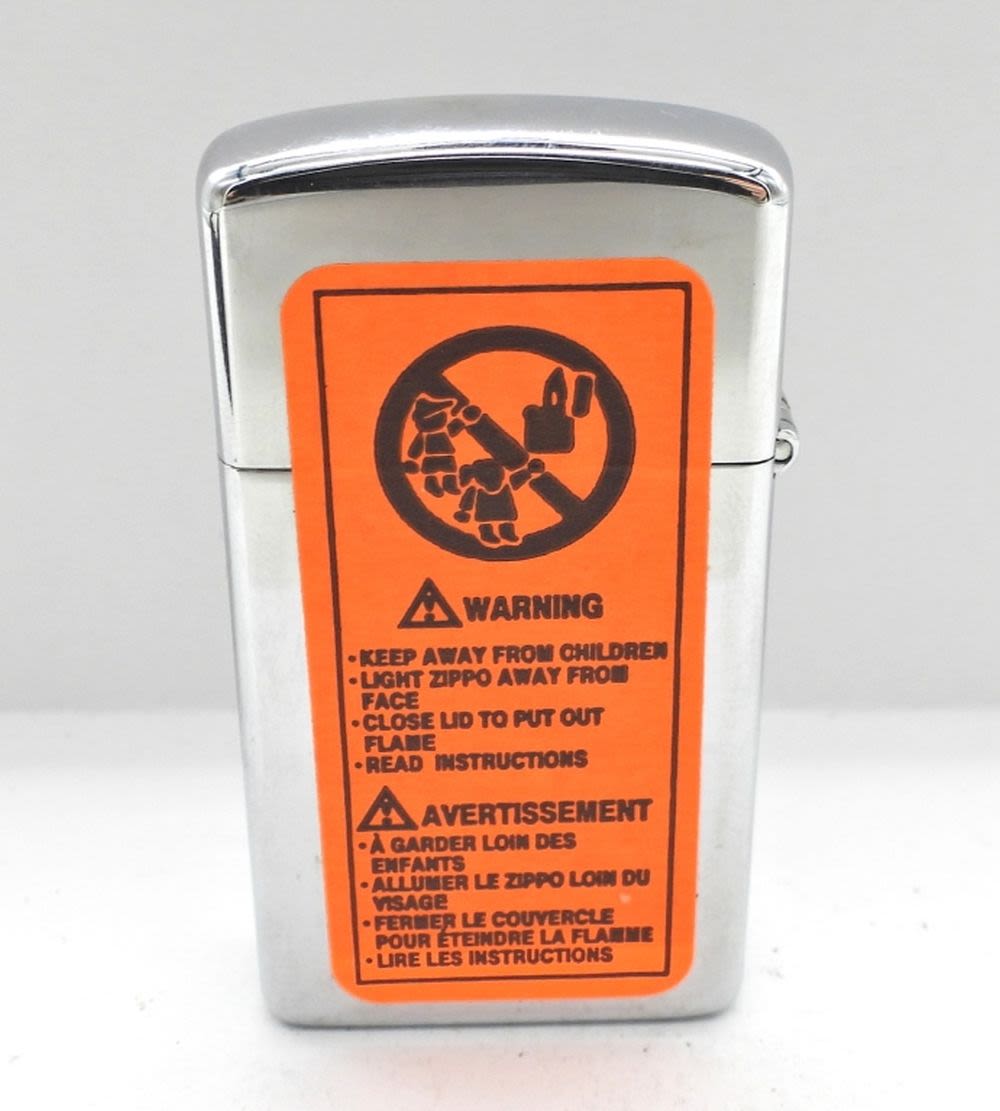 WARNING
•KEEP AWAY FROM CHILDREN
•LIGHT ZIPPO AWAY FROM
FACE
•CLOSE LID TO PUT OUT
FLAME
•READ INSTRUCTIONS
AVERTISSEMENT
•À GARDER LOIN DES
ENFANTS
•ALLUMER LE ZIPPO LOIN DU
VISAGE
•FERMER LE COUVERCLE
POUR ÉTEINDRE LA FLAMME
•LIRE LES INSTRUCTIONS